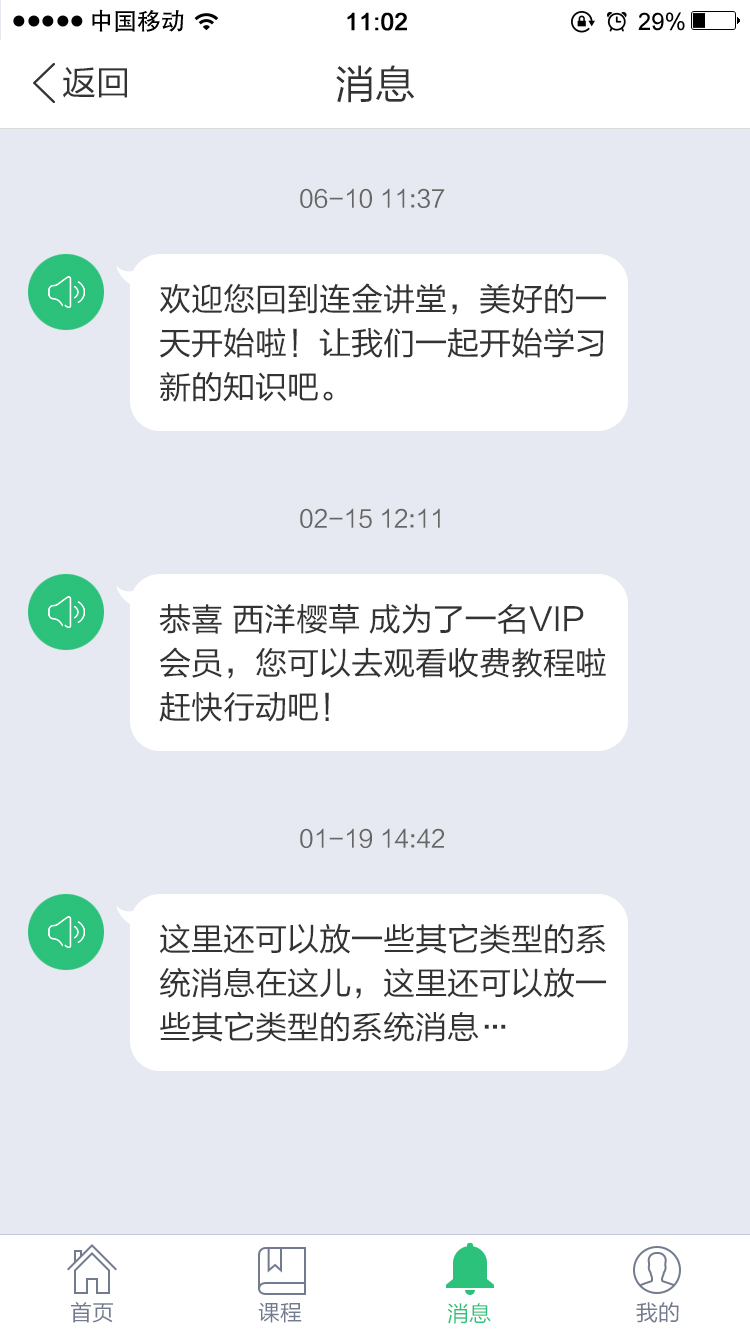 中国移动 11:02 29%
返回 消息
06-10 11:37
欢迎您回到连金讲堂，美好的一
天开始啦！让我们一起开始学习
新的知识吧。
02-15 12:11
恭喜 西洋樱草 成为了一名VIP
会员，您可以去观看收费教程啦
赶快行动吧！
01-19 14:42
这里还可以放一些其它类型的系
统消息在这儿，这里还可以放一
些其它类型的系统消息…
首页 课程 消息 我的